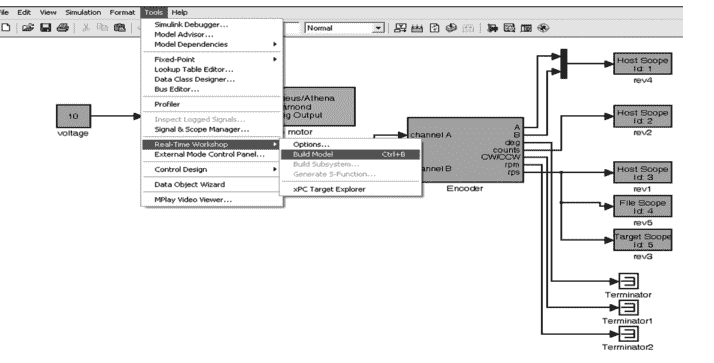 File Edit View Simulation Format Tools Help
Normal
Simulink Debugger...
Model Advisor...
Model Dependencies
Fixed-Point
Lookup Table Editor...
Data Class Designer...
Bus Editor...
Profiler
Inspect Logged Signals...
Signal & Scope Manager...
Real-Time Workshop
External Mode Control Panel...
Control Design
Data Object Wizard
MPlay Video Viewer...
Options...
Build Model Ctrl+B
Build Subsystem...
Generate S-Function...
xPC Target Explorer
10
voltage
eus/Athena
amond
ig Output
motor
channel A
annel B
A
B
deg
counts
CW/CCW
rpm
rps
Encoder
Host Scope
Id: 1
rev4
Host Scope
Id: 2
rev2
Host Scope
Id: 3
rev1
File Scope
Id: 4
rev5
Target Scope
Id: 5
rev3
Terminator
Terminator1
Terminator2